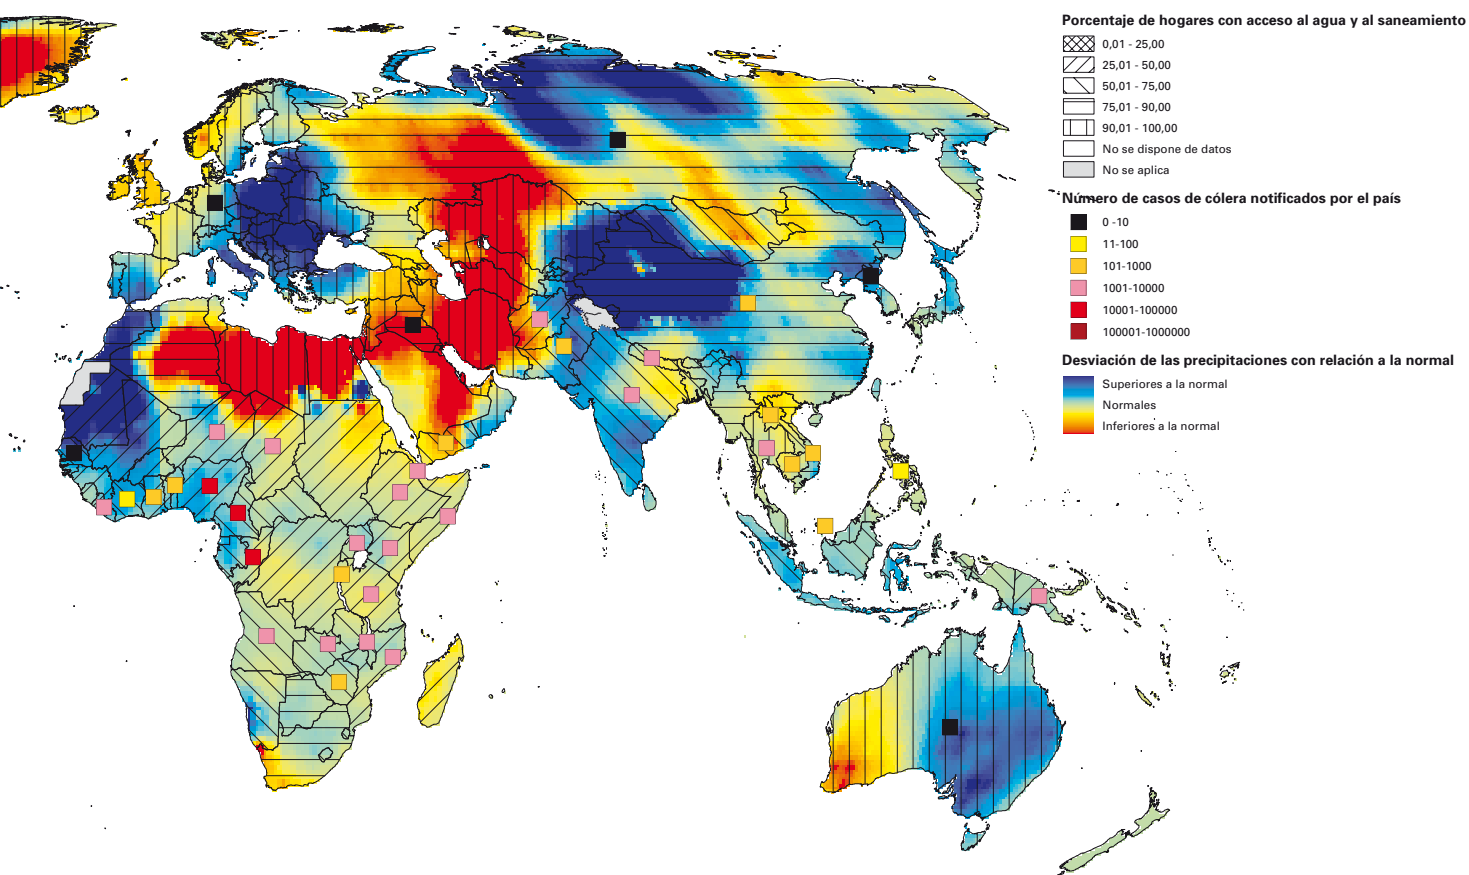 Porcentaje de hogares con acceso al agua y al saneamiento
0,01 - 25,00
25,01 - 50,00
50,01 - 75,00
75,01 - 90,00
90,01 - 100,00
No se dispone de datos
No se aplica
Número de casos de cólera notificados por el país
0 -10
11-100
101-1000
1001-10000
10001-100000
100001-1000000
Desviación de las precipitaciones con relación a la normal
Superiores a la normal
Normales
Inferiores a la normal